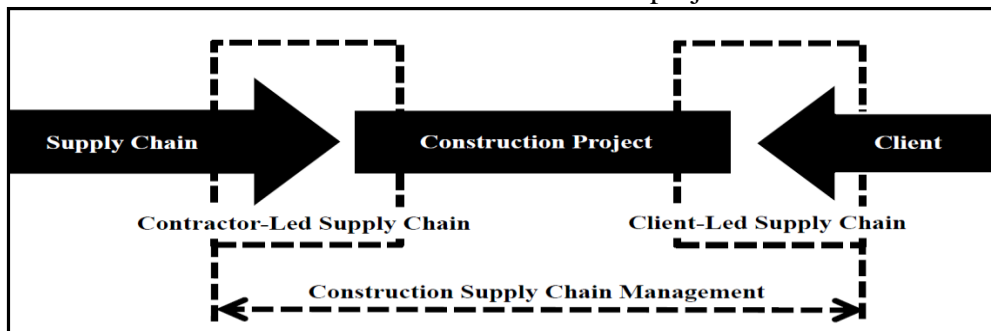 Supply Chain
Construction Project
Client
Contractor-Led Supply Chain
Client-Led Supply Chain
Construction Supply Chain Management